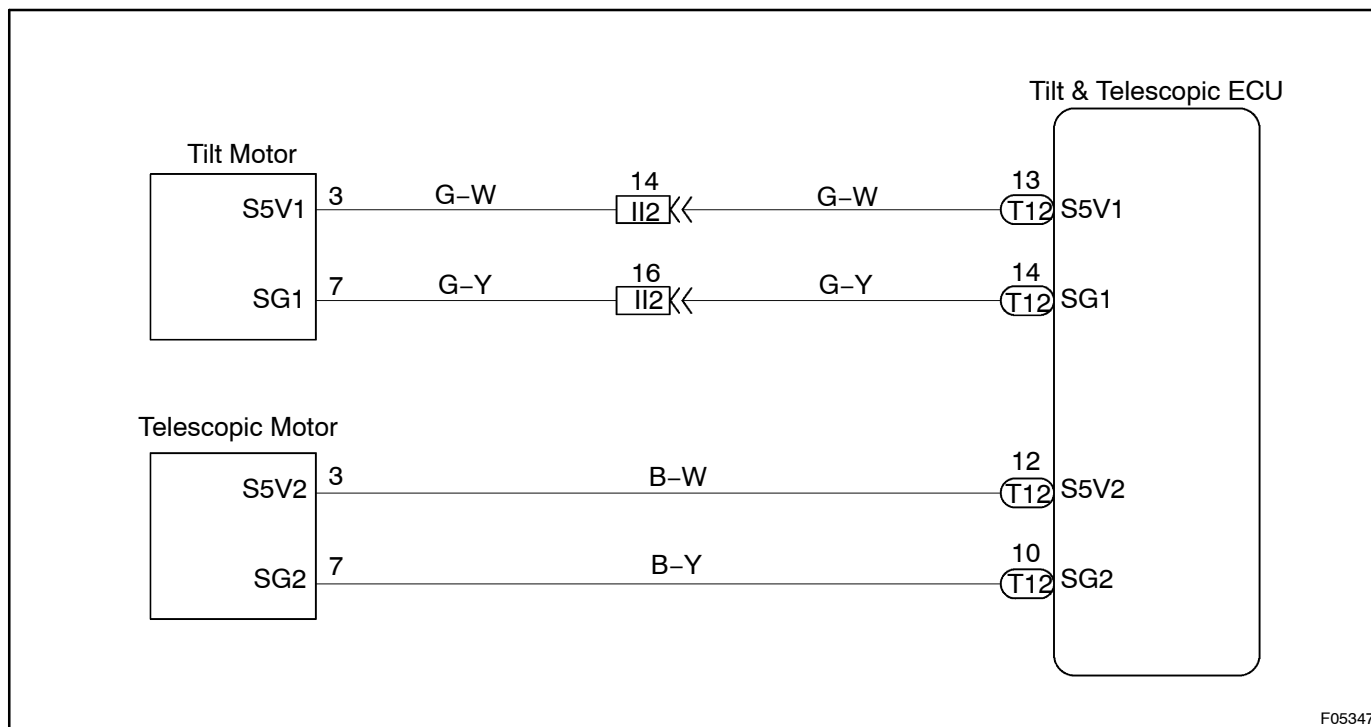 Tilt & Telescopic ECU
Tilt Motor
S5V1 3 G–W 14 II2 G–W 13 T12 S5V1
SG1 7 G–Y 16 II2 G–Y 14 T12 SG1
Telescopic Motor
S5V2 3 B–W 12 T12 S5V2
SG2 7 B–Y 10 T12 SG2
F05347